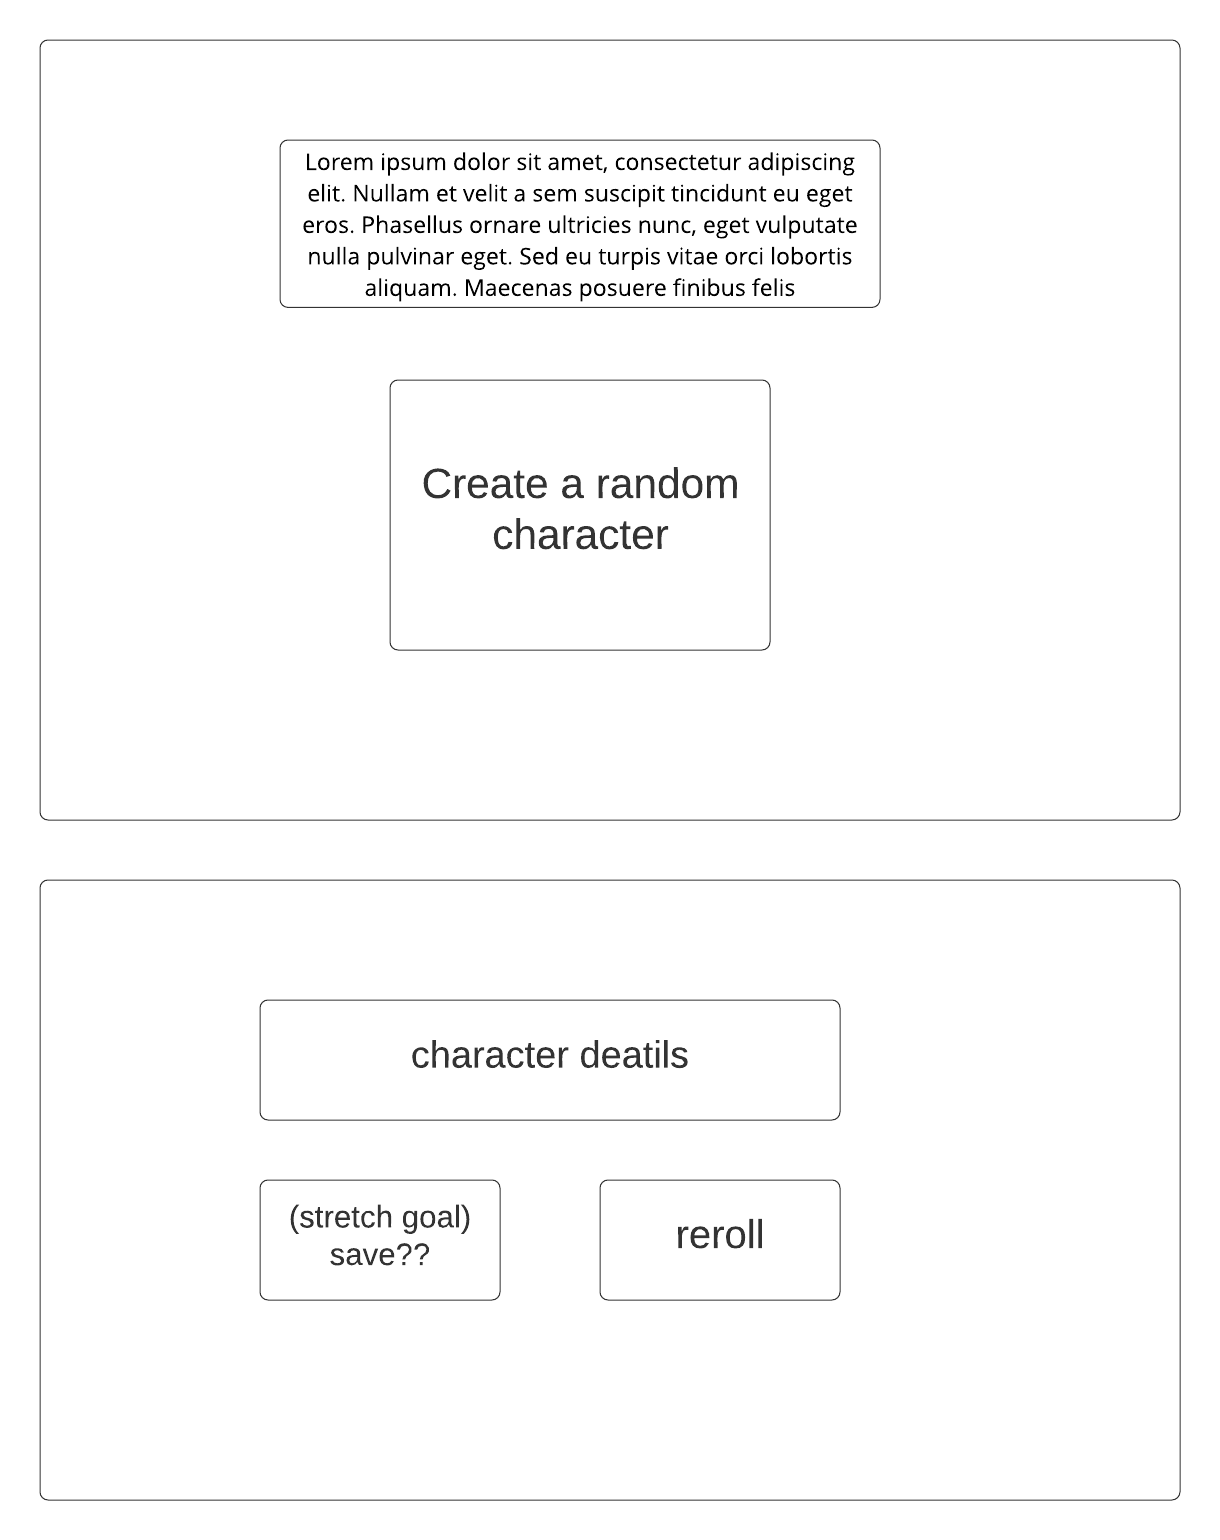 Lorem ipsum dolor sit amet, consectetur adipiscing
elit. Nullam et velit a sem suscipit tincidunt eu eget
eros. Phasellus ornare ultricies nunc, eget vulputate
nulla pulvinar eget. Sed eu turpis vitae orci lobortis
aliquam. Maecenas posuere finibus felis
Create a random
character
character deatils
(stretch goal)
save??
reroll